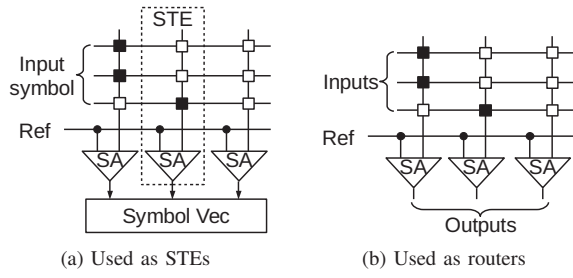 STE
Input
symbol
Ref
SA SA SA
Symbol Vec
(a) Used as STEs
Inputs
Ref
SA SA SA
Outputs
(b) Used as routers